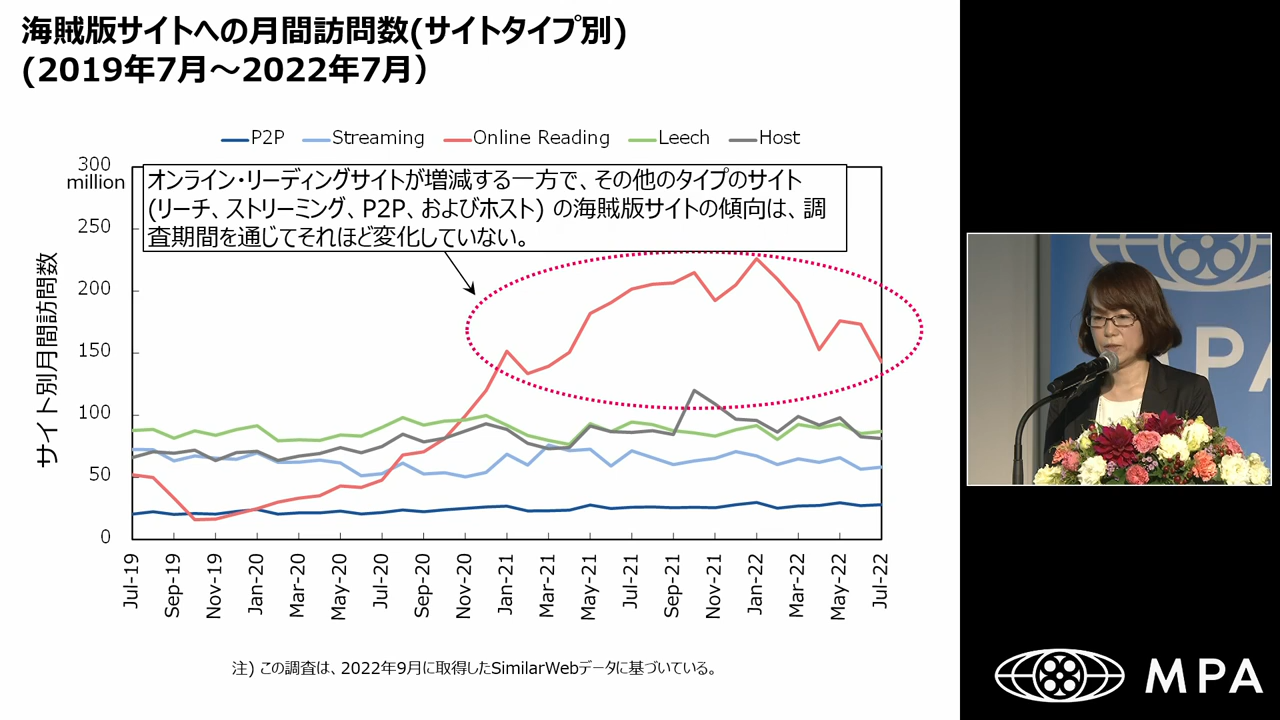 海賊版サイトへの月間訪問数(サイトタイプ別)
(2019年7月～2022年7月）
P2P Streaming Online Reading Leech Host
300
million
250
200
150
100
50
0
サイト別月間訪問数
オンライン・リーディングサイトが増減する一方で、その他のタイプのサイト
(リーチ、ストリーミング、P2P、およびホスト) の海賊版サイトの傾向は、調
査期間を通じてそれほど変化していない。
Jul-19 Sep-19 Nov-19 Jan-20 Mar-20 May-20 Jul-20 Sep-20 Nov-20 Jan-21 Mar-21 May-21 Jul-21 Sep-21 Nov-21 Jan-22 Mar-22 May-22 Jul-22
注) この調査は、2022年9月に取得したSimilarWebデータに基づいている。
PA
MPA